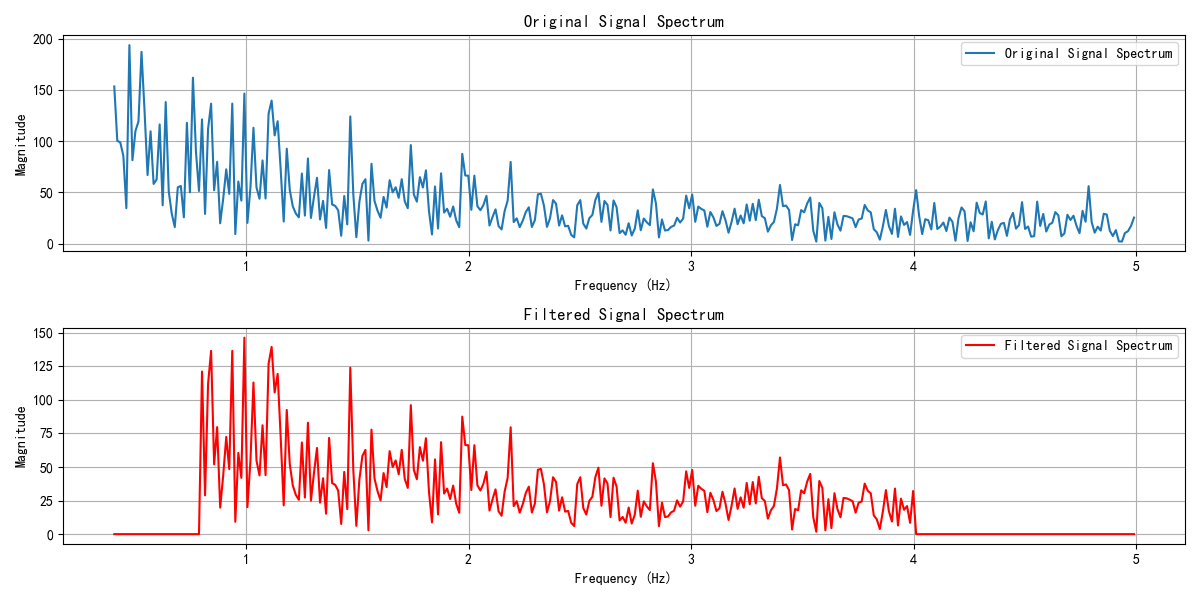 Original Signal Spectrum
200
150
100
50
0
Magnitude
Original Signal Spectrum
1 2 3 4 5
Frequency (Hz)
Filtered Signal Spectrum
150
125
100
75
50
25
0
Magnitude
Filtered Signal Spectrum
1 2 3 4 5
Frequency (Hz)